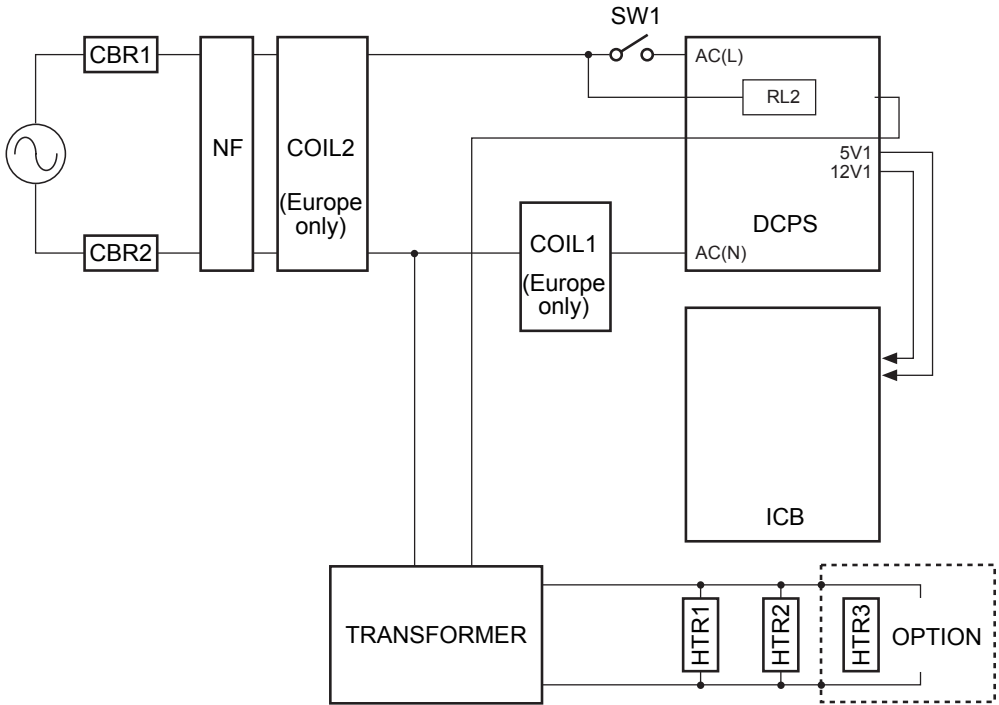 SW1
CBR1
NF
COIL2
(Europe
only)
AC(L)
RL2
5V1
12V1
DCPS
CBR2
COIL1
(Europe
only)
AC(N)
ICB
TRANSFORMER
HTR1
HTR2
HTR3
OPTION